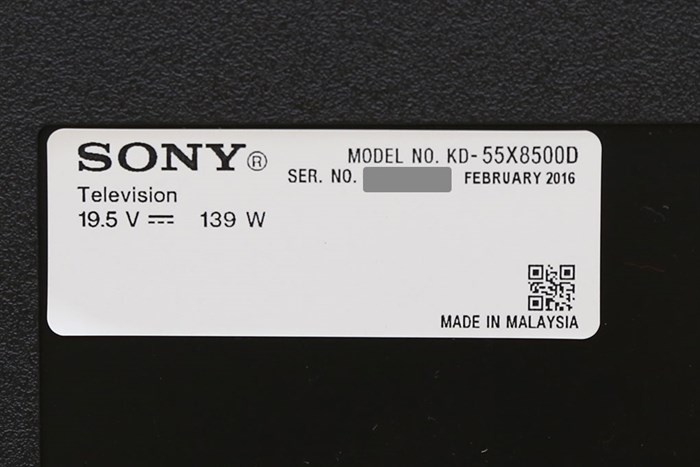 SONY®
MODEL NO. KD-55X8500D
SER. NO. FEBRUARY 2016
Television
19.5 V ⎓ 139 W
MADE IN MALAYSIA